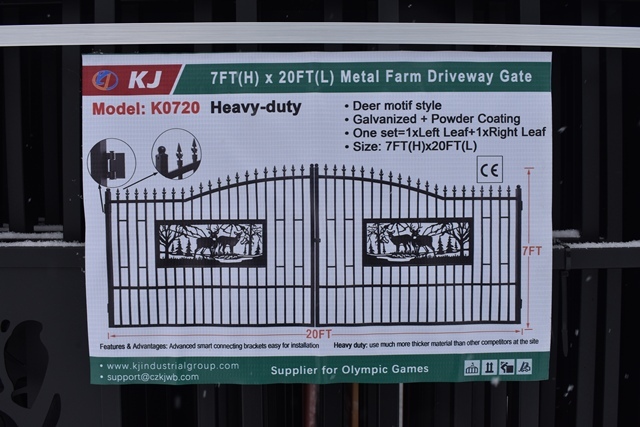 KJ
7FT(H) x 20FT(L) Metal Farm Driveway Gate
Model: K0720 Heavy-duty
• Deer motif style
• Galvanized + Powder Coating
• One set=1xLeft Leaf+1xRight Leaf
• Size: 7FT(H)x20FT(L)
CE
7FT
20FT
Features & Advantages: Advanced smart connecting brackets easy for installation
Heavy duty: use much more thicker material than other competitors at the site
• www.kjindustrialgroup.com
• support@czkjwb.com
Supplier for Olympic Games